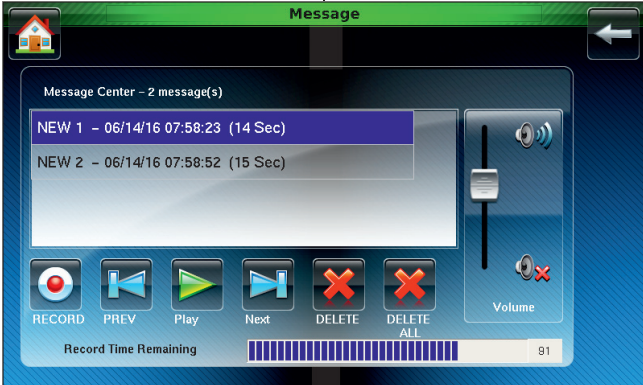 Message
Message Center – 2 message(s)
NEW 1 – 06/14/16 07:58:23 (14 Sec)
NEW 2 – 06/14/16 07:58:52 (15 Sec)
RECORD PREV Play Next DELETE DELETE ALL
Volume
Record Time Remaining 91